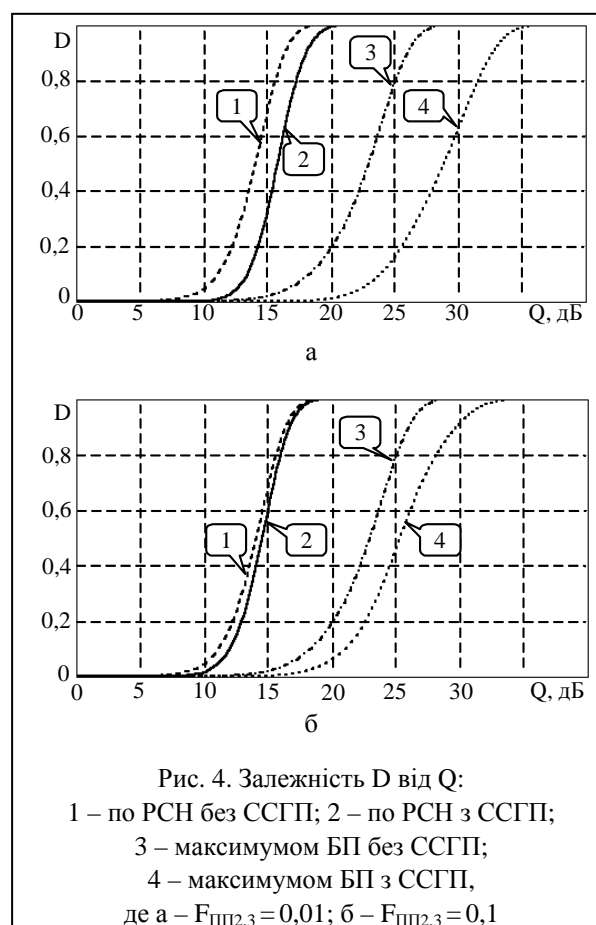 D
0,8
0,6
0,4
0,2
0
1
2
3
4
5 10 15 20 25 30 Q, дБ
а
D
0,8
0,6
0,4
0,2
0
1
2
3
4
5 10 15 20 25 30 Q, дБ
б
Рис. 4. Залежність D від Q:
1 – по РСН без ССГП; 2 – по РСН з ССГП;
3 – максимумом БП без ССГП;
4 – максимумом БП з ССГП,
де а – FПП2,3 = 0,01; б – FПП2,3 = 0,1